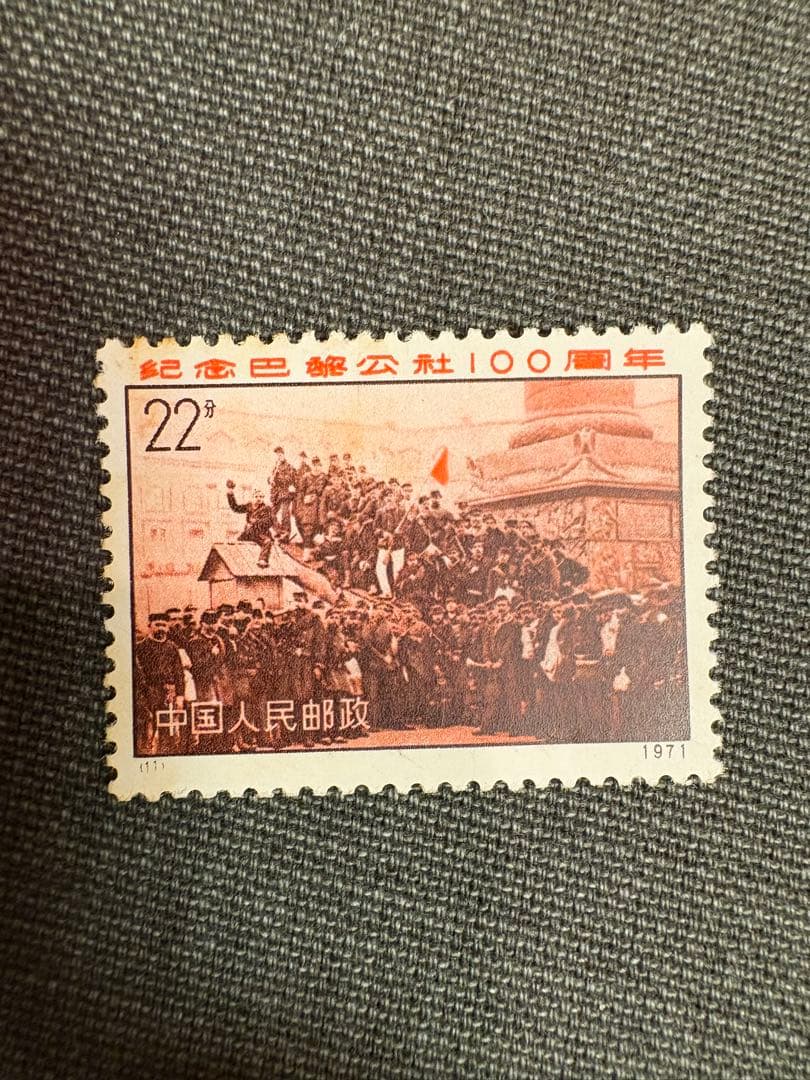 纪念巴黎公社100周年
22分
中国人民邮政
(11)
1971